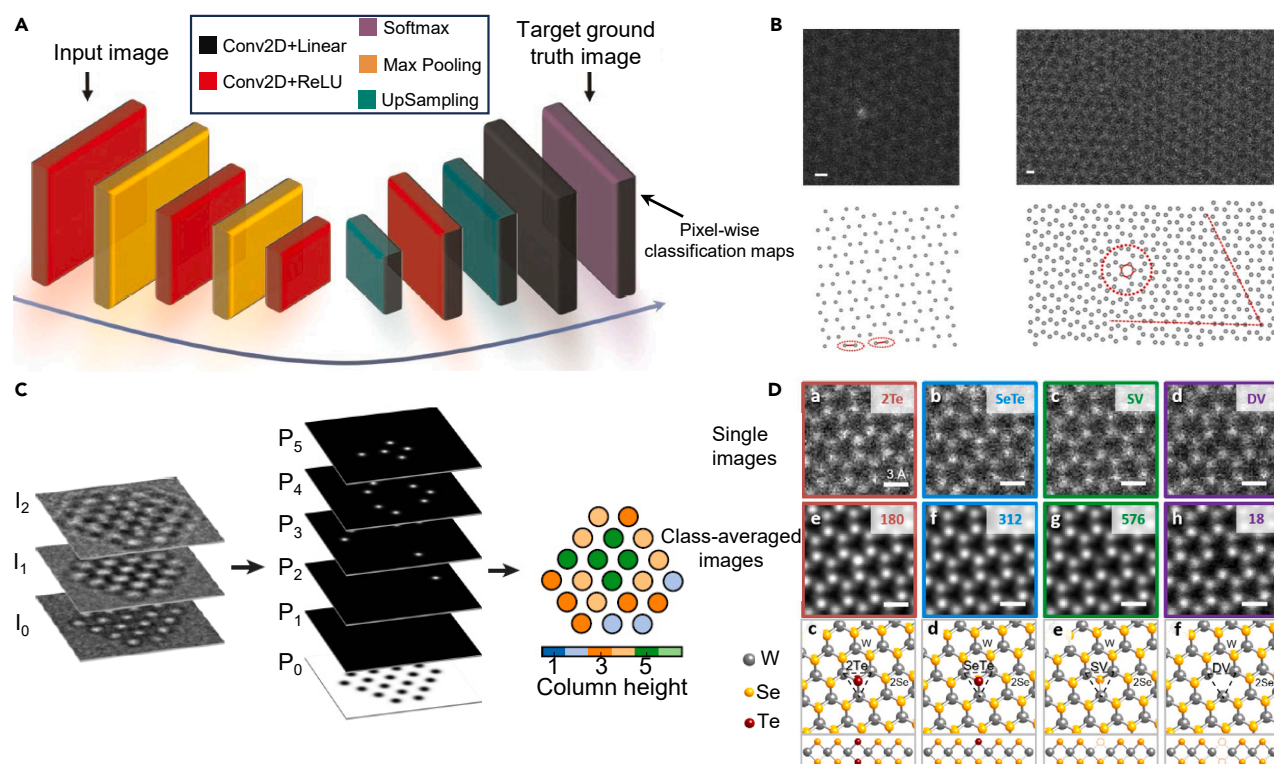 A
Input image
Conv2D+Linear
Conv2D+ReLU
Softmax
Max Pooling
UpSampling
Target ground
truth image
Pixel-wise
classification maps
B
C
I2
I1
I0
P5
P4
P3
P2
P1
P0
1 3 5
Column height
D
Single
images
a 2Te
3 Å
b SeTe
c SV
d DV
Class-averaged
images
e 180
f 312
g 576
h 18
W
Se
Te
c
W
2Te
2Se
d
W
SeTe
2Se
e
W
SV
2Se
f
W
DV
2Se